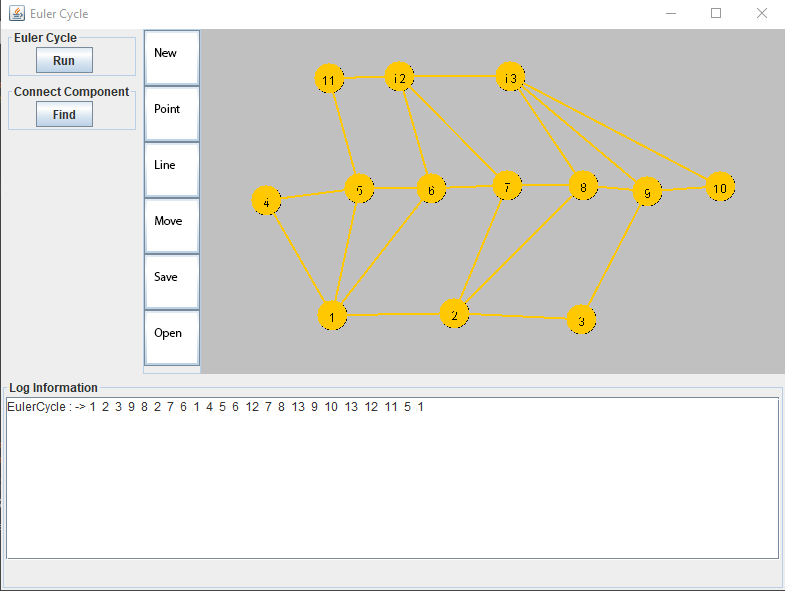 Euler Cycle
Euler Cycle
Run
Connect Component
Find
New
Point
Line
Move
Save
Open
11 12 13
4 5 6 7 8 9 10
1 2 3
Log Information
EulerCycle : -> 1 2 3 9 8 2 7 6 1 4 5 6 12 7 8 13 9 10 13 12 11 5 1